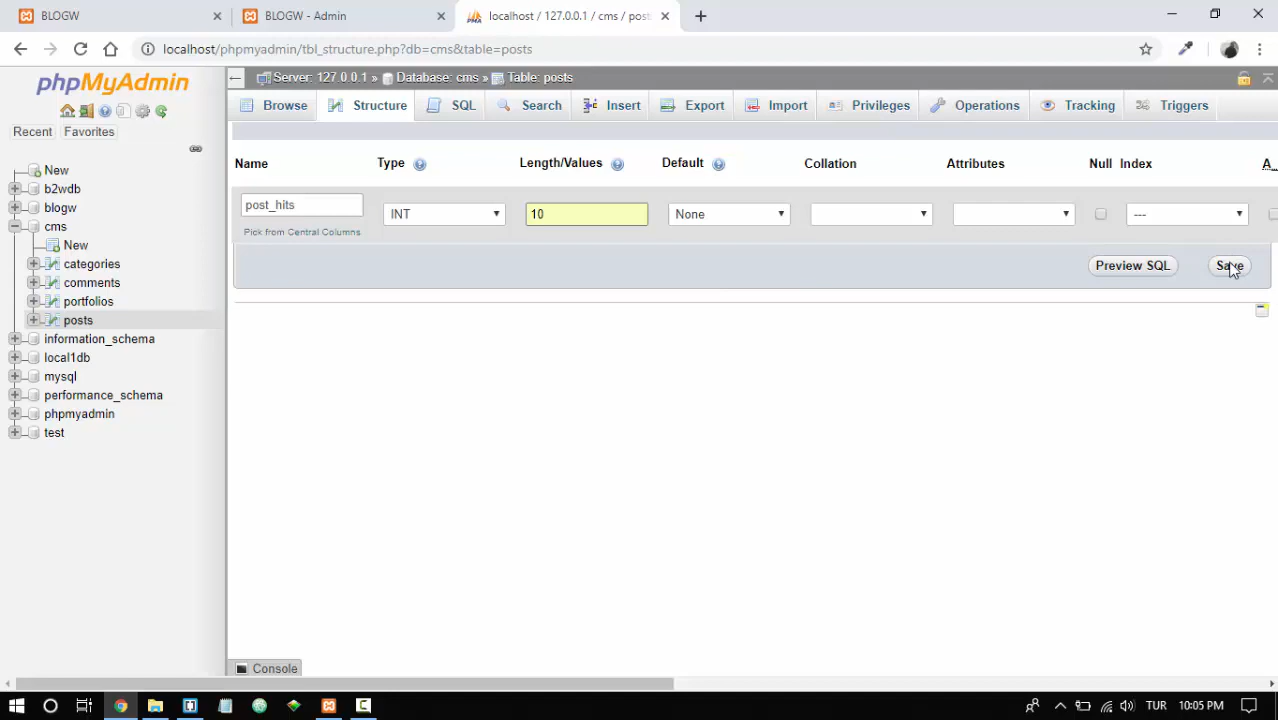 BLOGW
BLOGW - Admin
localhost / 127.0.0.1 / cms / post
localhost/phpmyadmin/tbl_structure.php?db=cms&table=posts
phpMyAdmin
Recent
Favorites
New
b2wdb
blogw
cms
New
categories
comments
portfolios
posts
information_schema
local1db
mysql
performance_schema
phpmyadmin
test
Server: 127.0.0.1 » Database: cms » Table: posts
Browse
Structure
SQL
Search
Insert
Export
Import
Privileges
Operations
Tracking
Triggers
Name
Type
Length/Values
Default
Collation
Attributes
Null
Index
A_
post_hits
INT
10
None
---
Pick from Central Columns
Preview SQL
Save
Console
TUR
10:05 PM